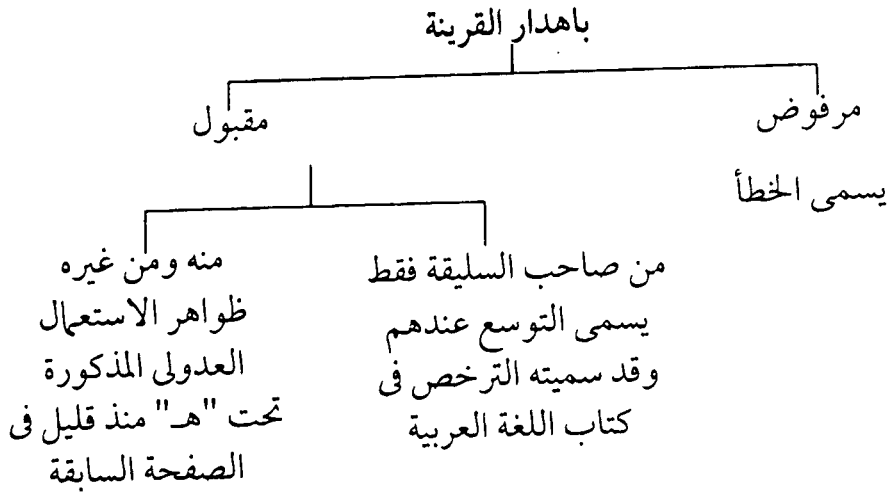 باهدار القرينة
مرفوض
يسمى الخطأ
مقبول
من صاحب السليقة فقط
يسمى التوسع عندهم
وقد سميته الترخص فى
كتاب اللغة العربية
منه ومن غيره
ظواهر الاستعمال
العدولى المذكورة
تحت "هـ" منذ قليل فى
الصفحة السابقة